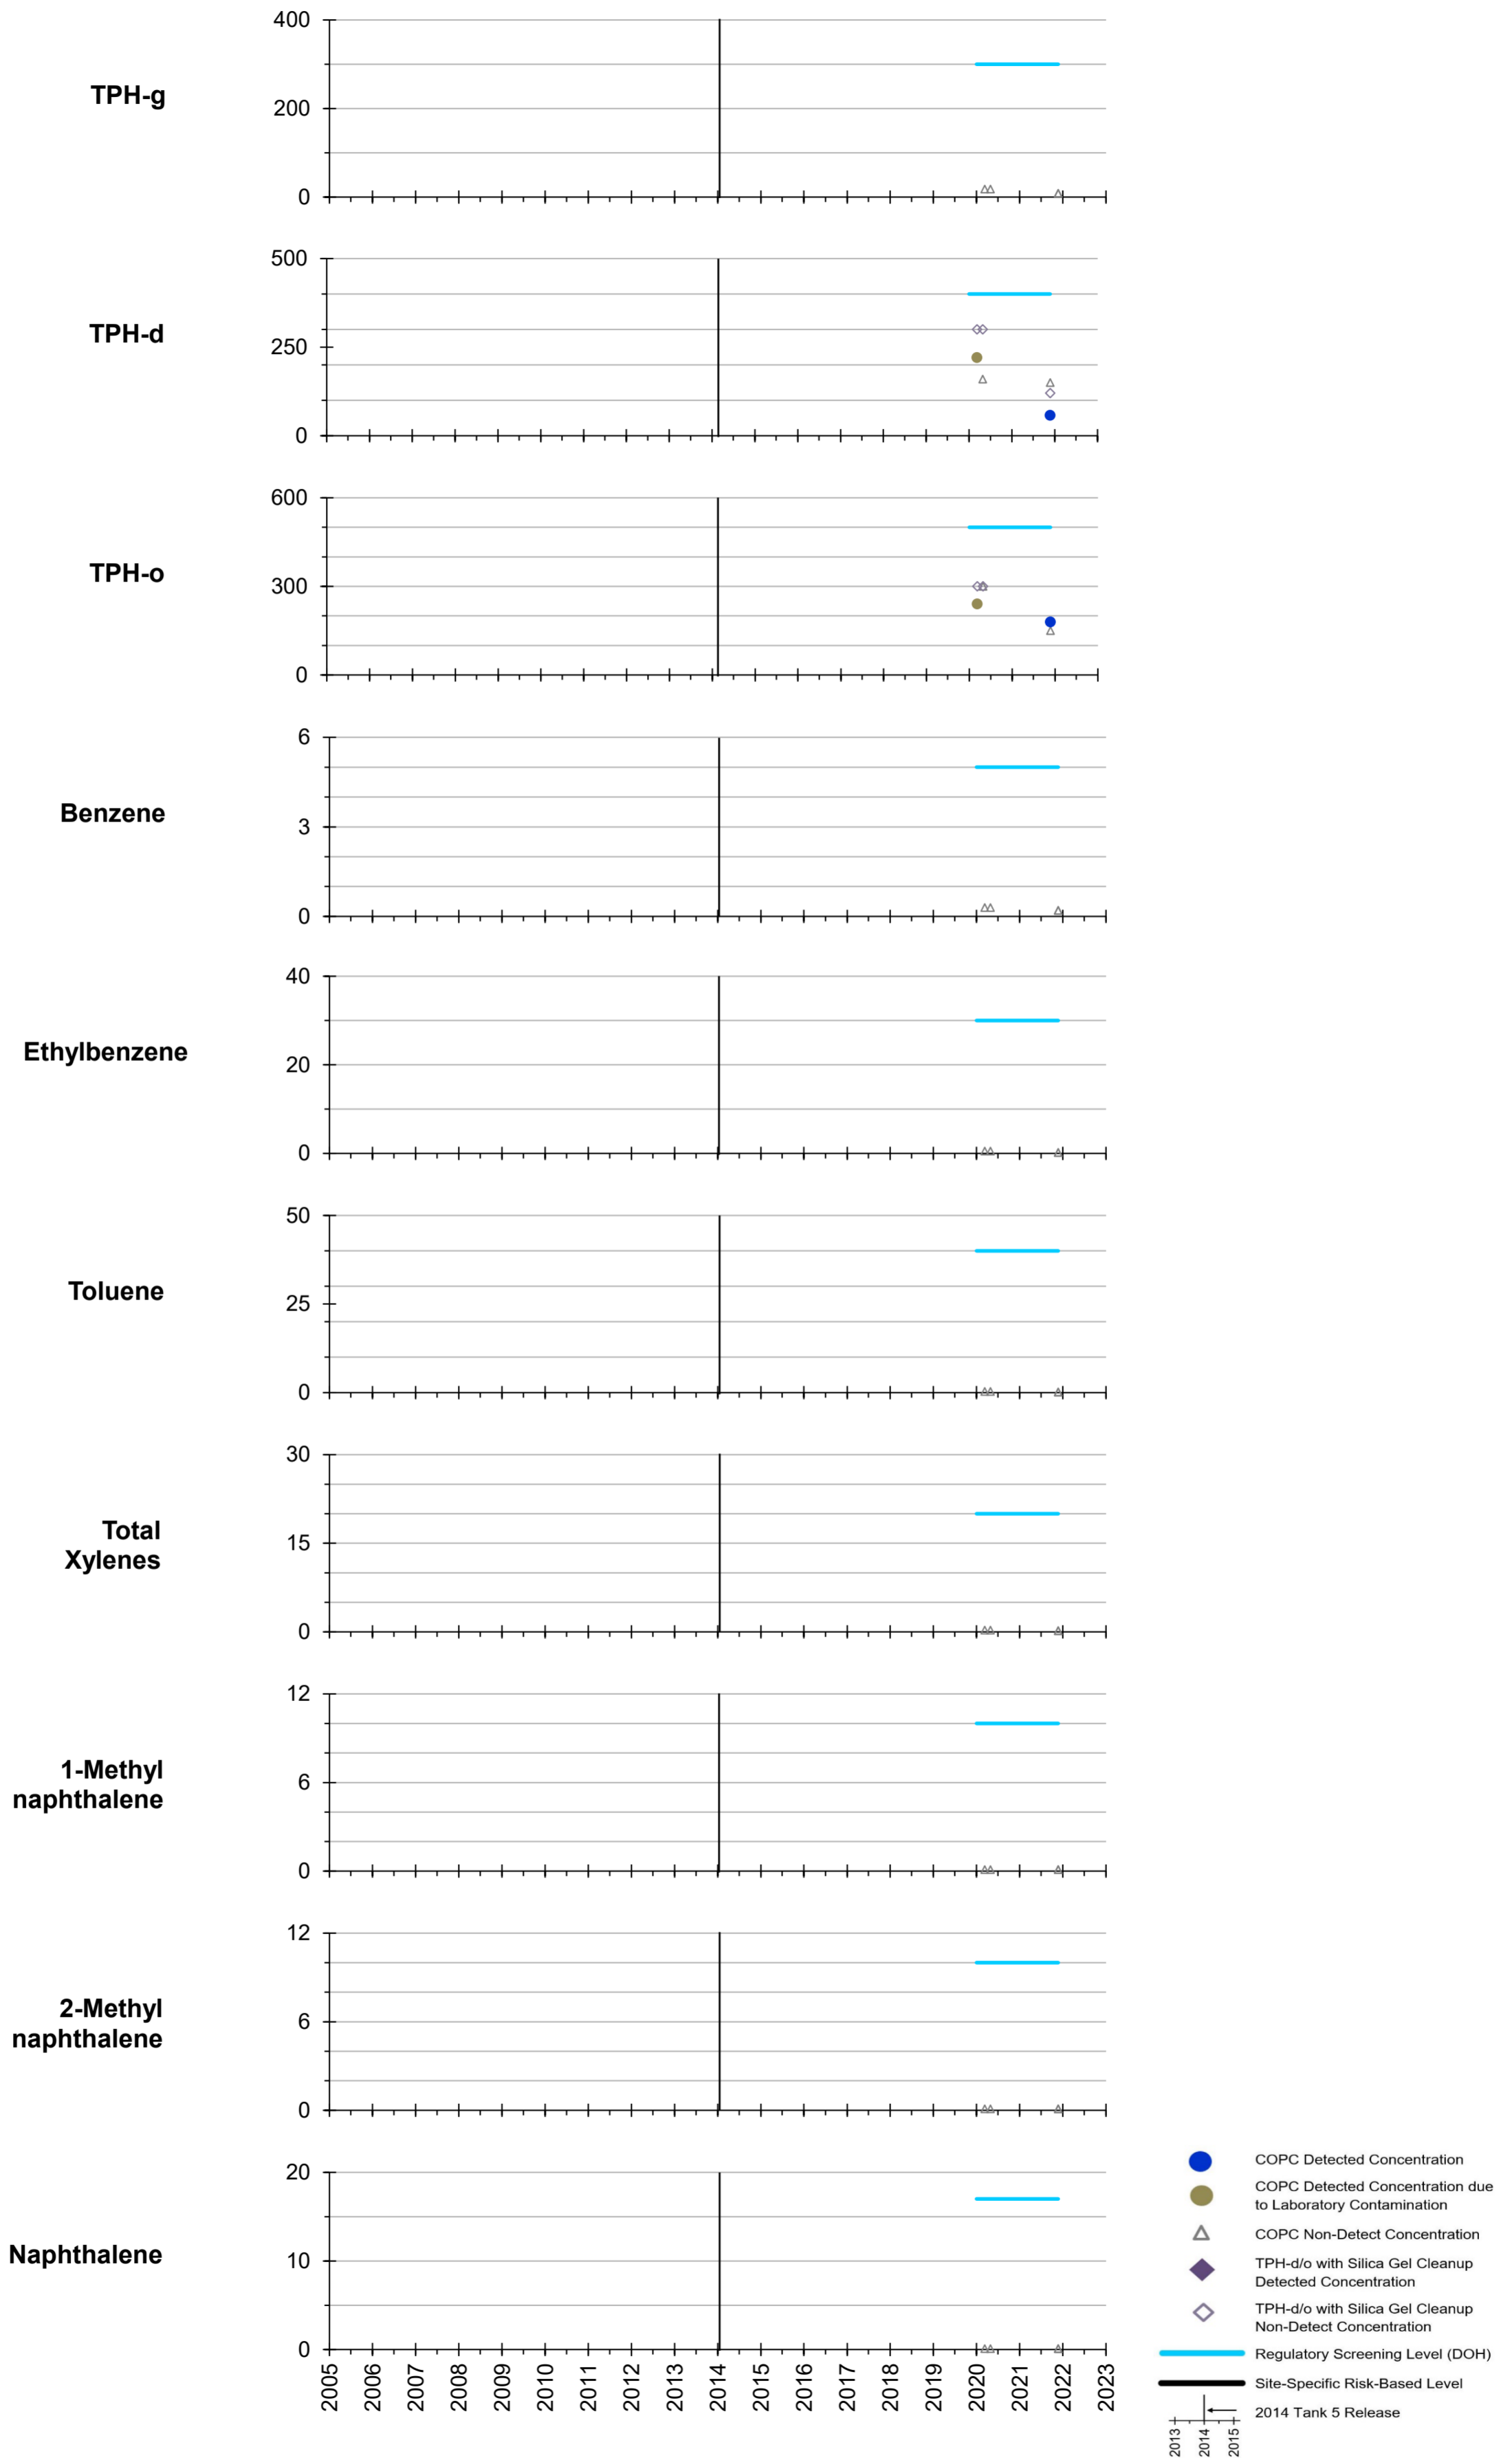 400
TPH-g
200
0
500
TPH-d
250
0
600
TPH-o
300
0
6
Benzene
3
0
40
Ethylbenzene
20
0
50
Toluene
25
0
30
Total
Xylenes
15
0
12
1-Methyl
naphthalene
6
0
12
2-Methyl
naphthalene
6
0
20
Naphthalene
10
0
2005 2006 2007 2008 2009 2010 2011 2012 2013 2014 2015 2016 2017 2018 2019 2020 2021 2022 2023
COPC Detected Concentration
COPC Detected Concentration due
to Laboratory Contamination
COPC Non-Detect Concentration
TPH-d/o with Silica Gel Cleanup
Detected Concentration
TPH-d/o with Silica Gel Cleanup
Non-Detect Concentration
Regulatory Screening Level (DOH)
Site-Specific Risk-Based Level
2014 Tank 5 Release
2013 2014 2015